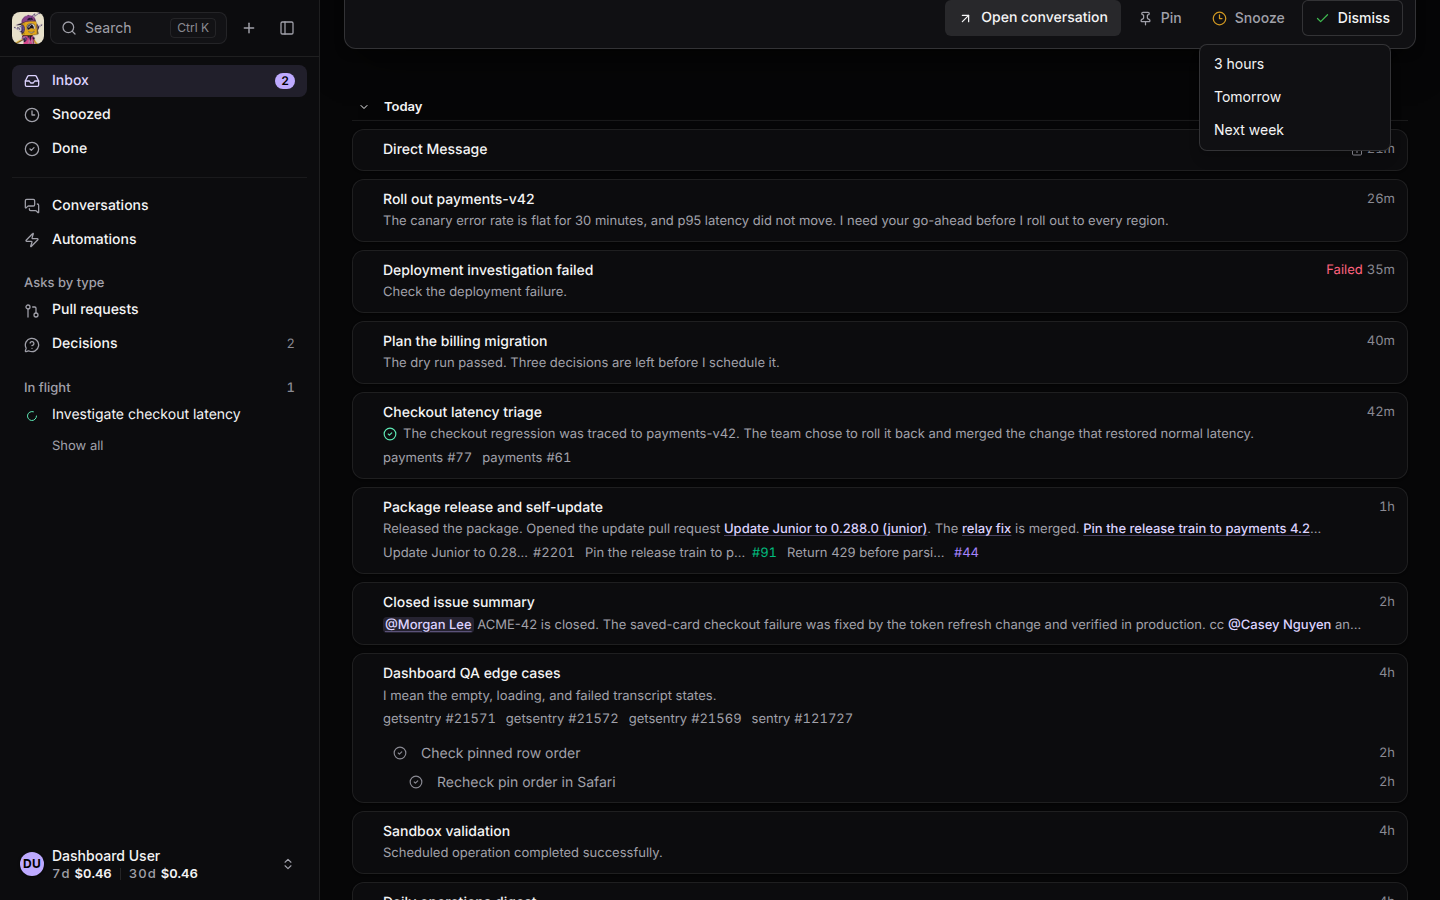 Search Ctrl K
Inbox 2
Snoozed
Done
Conversations
Automations
Asks by type
Pull requests
Decisions 2
In flight 1
Investigate checkout latency
Show all
DU Dashboard User
7d $0.46 30d $0.46
Open conversation Pin Snooze Dismiss
3 hours
Tomorrow
Next week
Today
Direct Message 21m
Roll out payments-v42 26m
The canary error rate is flat for 30 minutes, and p95 latency did not move. I need your go-ahead before I roll out to every region.
Deployment investigation failed Failed 35m
Check the deployment failure.
Plan the billing migration 40m
The dry run passed. Three decisions are left before I schedule it.
Checkout latency triage 42m
The checkout regression was traced to payments-v42. The team chose to roll it back and merged the change that restored normal latency.
payments #77 payments #61
Package release and self-update 1h
Released the package. Opened the update pull request Update Junior to 0.288.0 (junior). The relay fix is merged. Pin the release train to payments 4.2...
Update Junior to 0.28... #2201 Pin the release train to p... #91 Return 429 before parsi... #44
Closed issue summary 2h
@Morgan Lee ACME-42 is closed. The saved-card checkout failure was fixed by the token refresh change and verified in production. cc @Casey Nguyen an...
Dashboard QA edge cases 4h
I mean the empty, loading, and failed transcript states.
getsentry #21571 getsentry #21572 getsentry #21569 sentry #121727
Check pinned row order 2h
Recheck pin order in Safari 2h
Sandbox validation 4h
Scheduled operation completed successfully.
Daily operations digest 4h